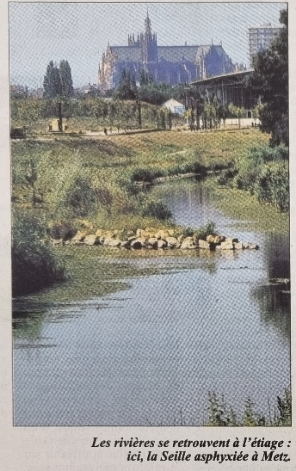 Les rivières se retrouvent à l'étiage :
ici, la Seille asphyxiée à Metz.